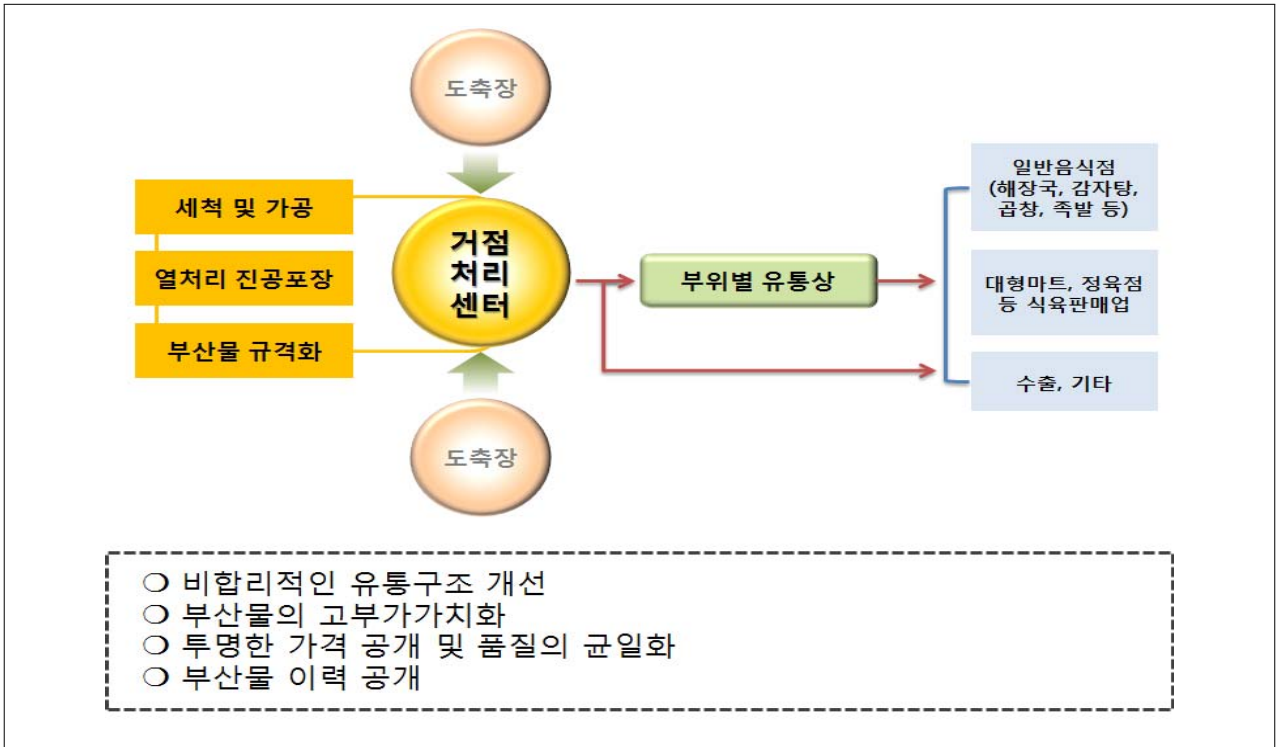 도축장
세척 및 가공
열처리 진공포장
부산물 규격화
거점
처리
센터
도축장
부위별 유통상
일반음식점
(해장국, 감자탕,
곱창, 족발 등)
대형마트, 정육점
등 식육판매업
수출, 기타
❍ 비합리적인 유통구조 개선
❍ 부산물의 고부가가치화
❍ 투명한 가격 공개 및 품질의 균일화
❍ 부산물 이력 공개